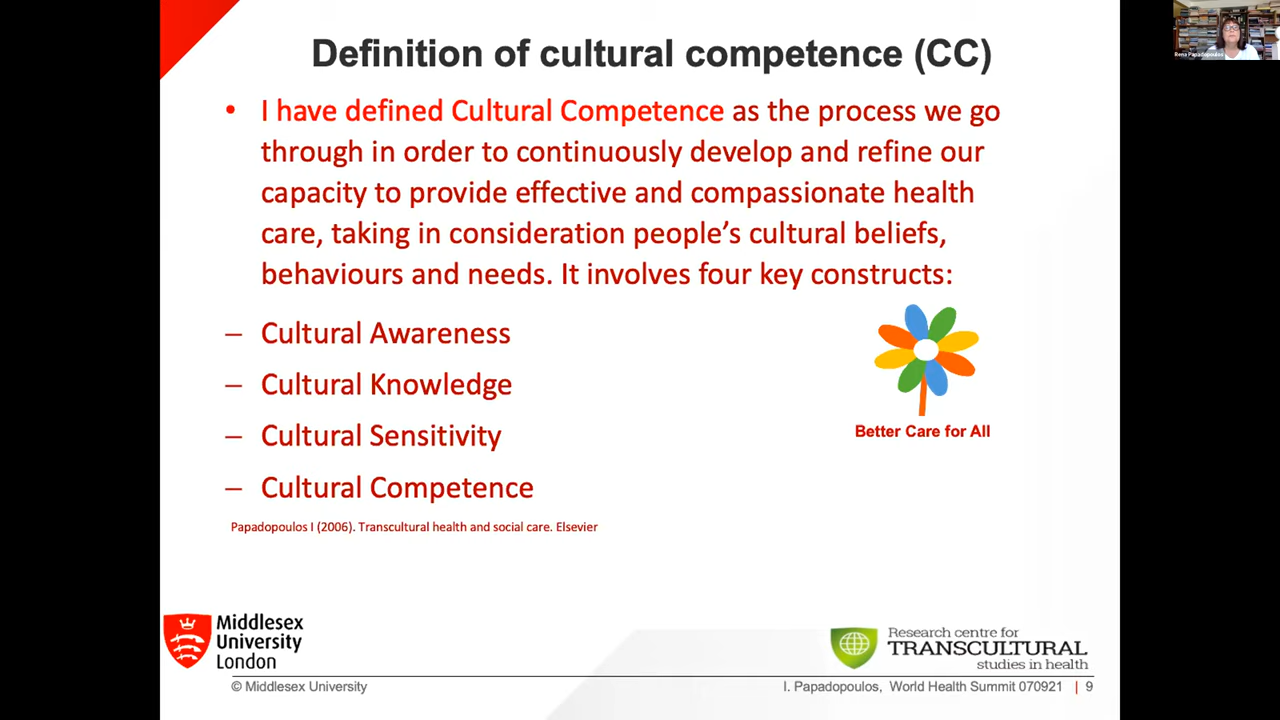 Definition of cultural competence (CC)
• I have defined Cultural Competence as the process we go
through in order to continuously develop and refine our
capacity to provide effective and compassionate health
care, taking in consideration people’s cultural beliefs,
behaviours and needs. It involves four key constructs:
– Cultural Awareness
– Cultural Knowledge
– Cultural Sensitivity
– Cultural Competence
Better Care for All
Papadopoulos I (2006). Transcultural health and social care. Elsevier
Middlesex
University
London
Research centre for
TRANSCULTURAL
studies in health
© Middlesex University
I. Papadopoulos, World Health Summit 070921 | 9
Rena Papadopoulos